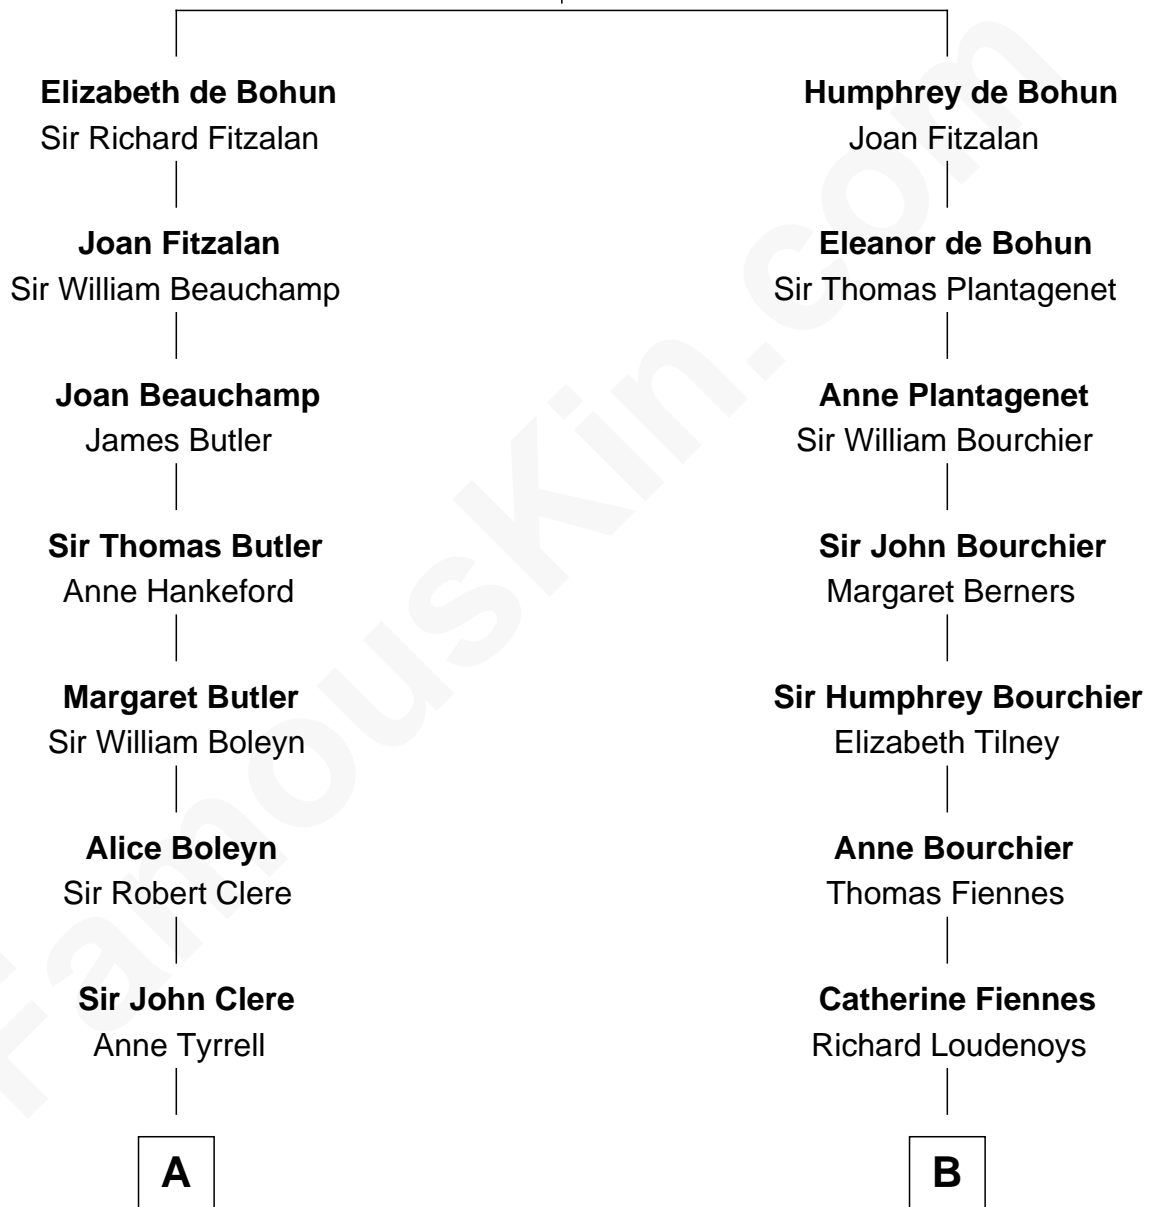 Elizabeth de Bohun
Sir Richard Fitzalan
Joan Fitzalan
Sir William Beauchamp
Joan Beauchamp
James Butler
Sir Thomas Butler
Anne Hankeford
Margaret Butler
Sir William Boleyn
Alice Boleyn
Sir Robert Clere
Sir John Clere
Anne Tyrrell
A
Humphrey de Bohun
Joan Fitzalan
Eleanor de Bohun
Sir Thomas Plantagenet
Anne Plantagenet
Sir William Bourchier
Sir John Bourchier
Margaret Berners
Sir Humphrey Bourchier
Elizabeth Tilney
Anne Bourchier
Thomas Fiennes
Catherine Fiennes
Richard Loudenoys
B
FamousKin.com